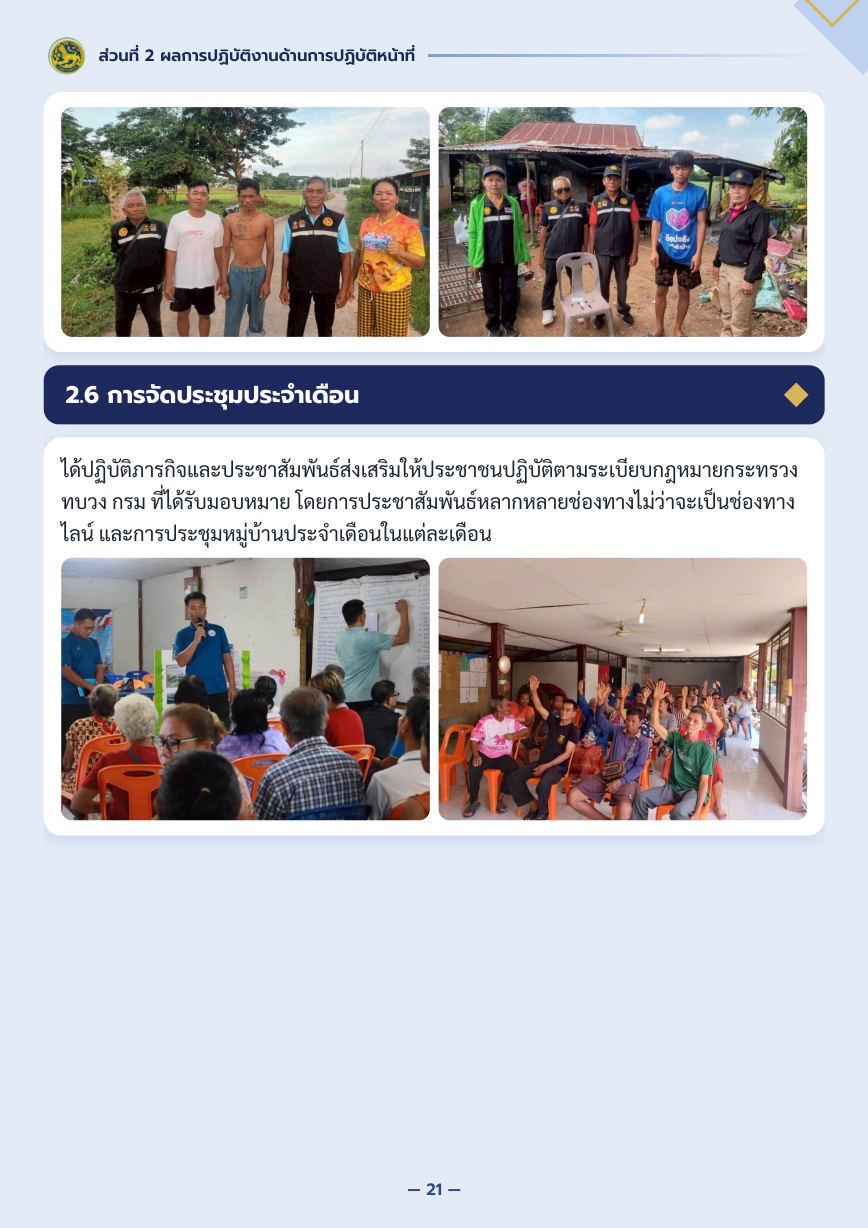 ส่วนที่ 2 ผลการปฏิบัติงานด้านการปฏิบัติหน้าที่
2.6 การจัดประชุมประจำเดือน
ได้ปฏิบัติภารกิจและประชาสัมพันธ์ส่งเสริมให้ประชาชนปฏิบัติตามระเบียบกฎหมายกระทรวง
ทบวง กรม ที่ได้รับมอบหมาย โดยการประชาสัมพันธ์หลากหลายช่องทางไม่ว่าจะเป็นช่องทาง
ไลน์ และการประชุมหมู่บ้านประจำเดือนในแต่ละเดือน
— 21 —